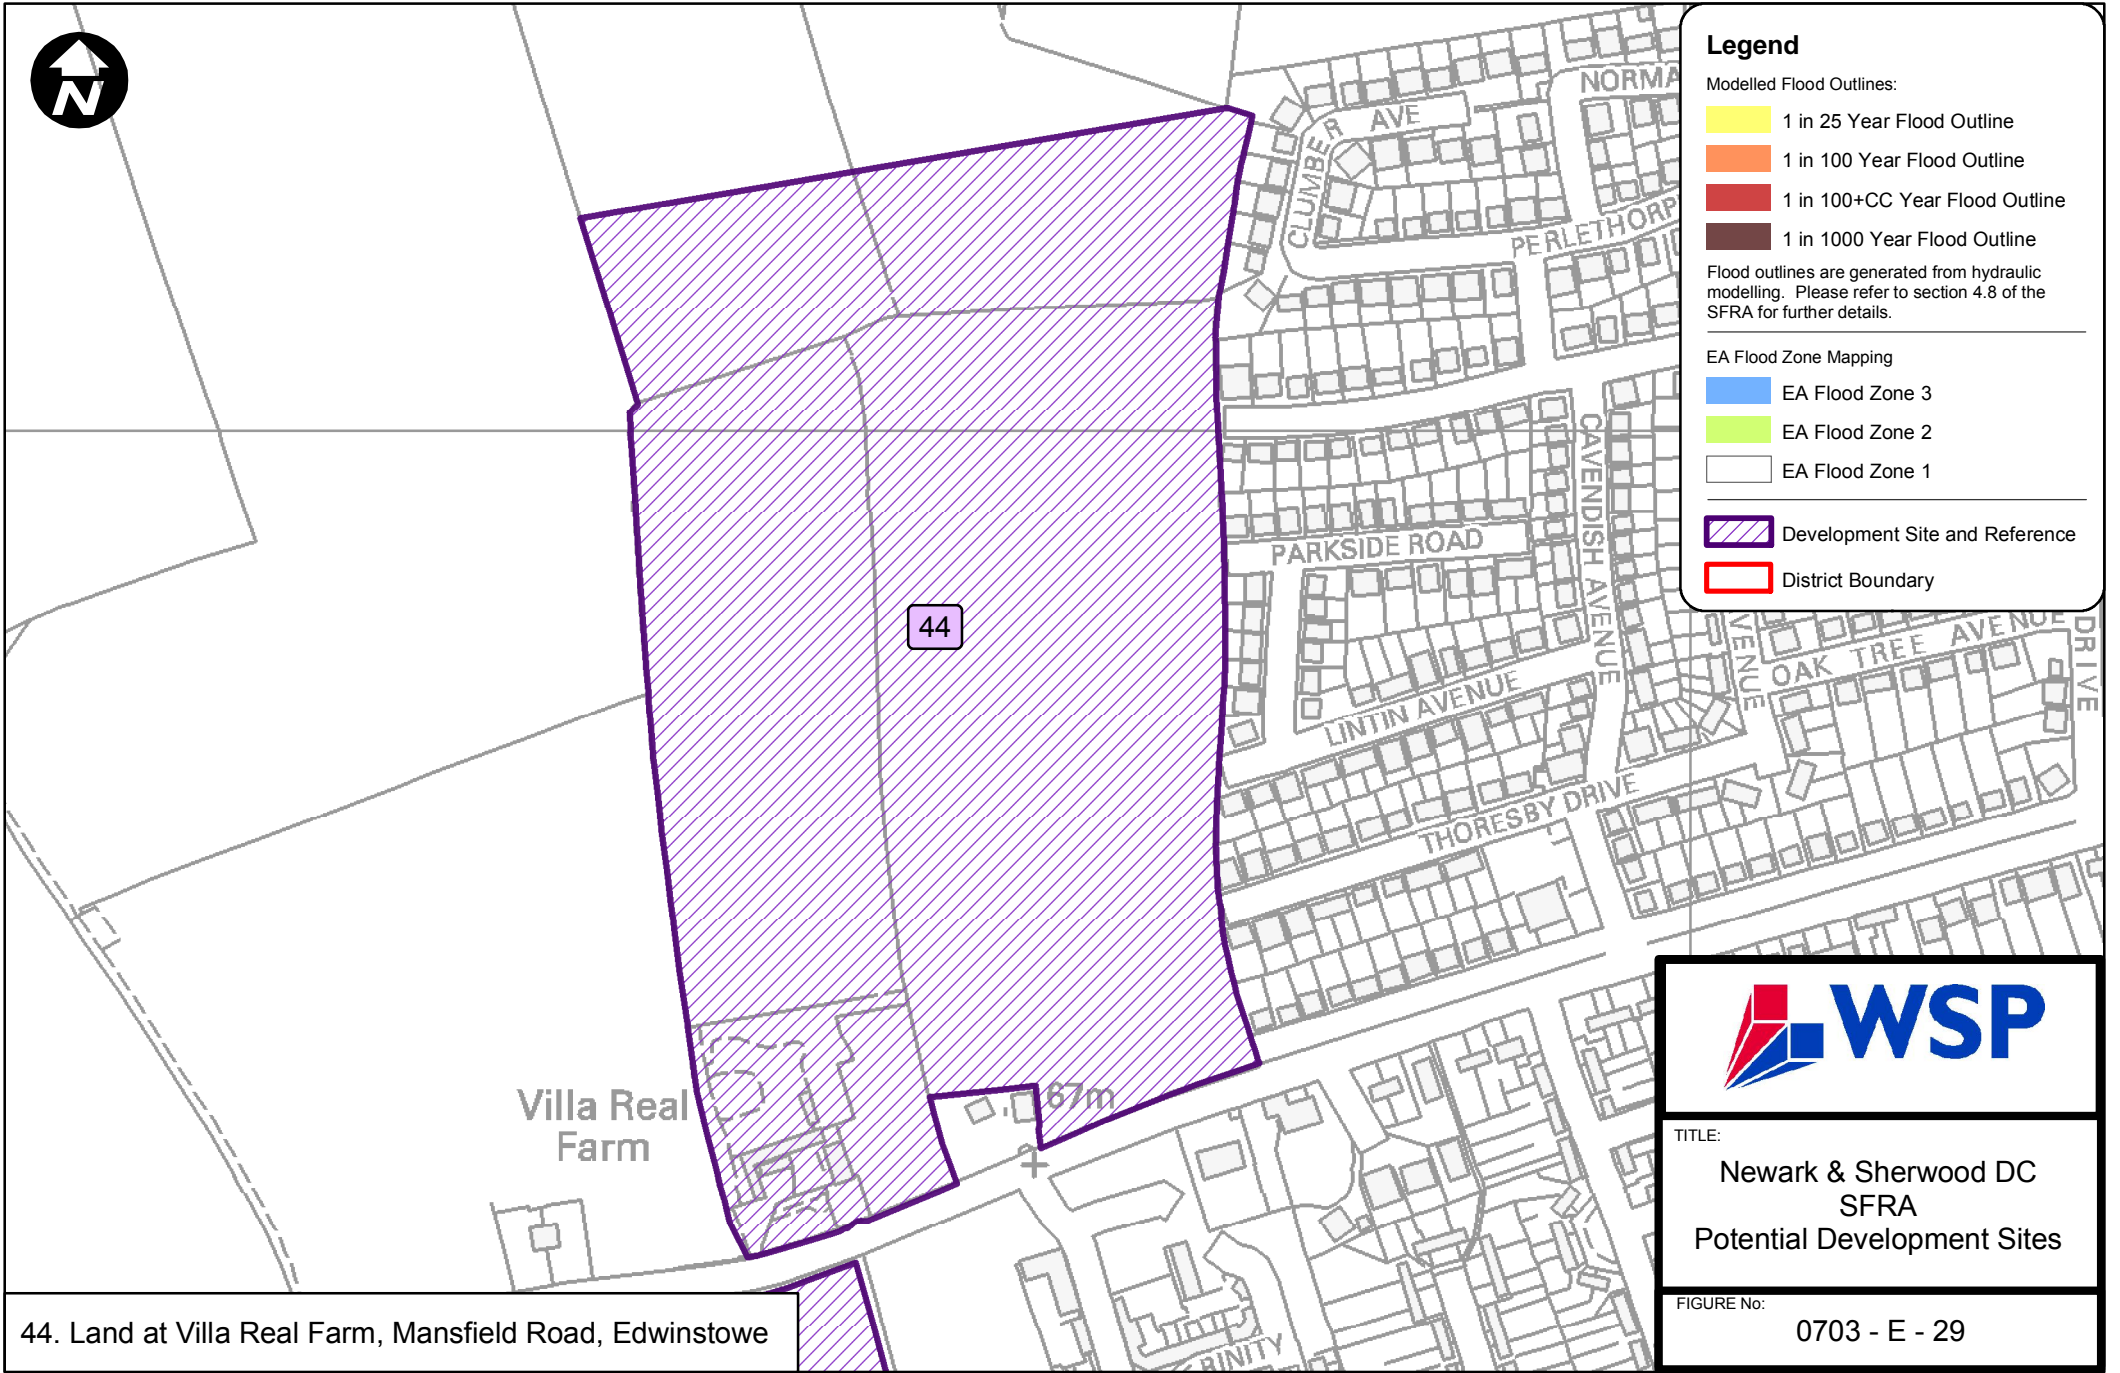 N
CLUMBER AVE
NORMA
PERLETHORP
CAVENDISH AVENUE
PARKSIDE ROAD
44
LINTIN AVENUE
VENUE
OAK TREE AVENUE
DRIVE
THORESBY DRIVE
Villa Real
Farm
67m
RINITY
Legend
Modelled Flood Outlines:
1 in 25 Year Flood Outline
1 in 100 Year Flood Outline
1 in 100+CC Year Flood Outline
1 in 1000 Year Flood Outline
Flood outlines are generated from hydraulic
modelling. Please refer to section 4.8 of the
SFRA for further details.
EA Flood Zone Mapping
EA Flood Zone 3
EA Flood Zone 2
EA Flood Zone 1
Development Site and Reference
District Boundary
WSP
TITLE:
Newark & Sherwood DC
SFRA
Potential Development Sites
FIGURE No:
0703 - E - 29
44. Land at Villa Real Farm, Mansfield Road, Edwinstowe